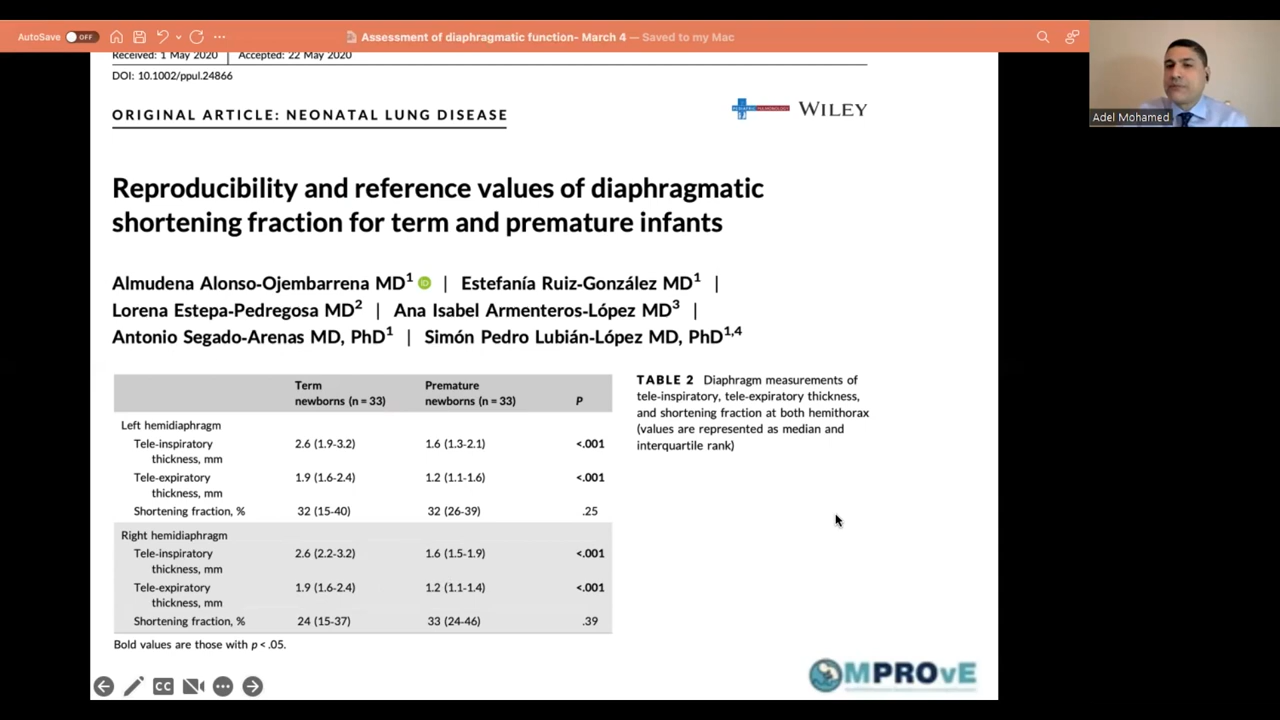 AutoSave OFF
Assessment of diaphragmatic function- March 4 — Saved to my Mac
Adel Mohamed
Received: 1 May 2020 | Accepted: 22 May 2020
DOI: 10.1002/ppul.24866
ORIGINAL ARTICLE: NEONATAL LUNG DISEASE
WILEY
Reproducibility and reference values of diaphragmatic
shortening fraction for term and premature infants
Almudena Alonso-Ojembarrena MD1 iD | Estefanía Ruiz-González MD1 |
Lorena Estepa-Pedregosa MD2 | Ana Isabel Armenteros-López MD3 |
Antonio Segado-Arenas MD, PhD1 | Simón Pedro Lubián-López MD, PhD1,4
Term Premature
newborns (n = 33) newborns (n = 33) P
Left hemidiaphragm
Tele-inspiratory 2.6 (1.9-3.2) 1.6 (1.3-2.1) <.001
thickness, mm
Tele-expiratory 1.9 (1.6-2.4) 1.2 (1.1-1.6) <.001
thickness, mm
Shortening fraction, % 32 (15-40) 32 (26-39) .25
Right hemidiaphragm
Tele-inspiratory 2.6 (2.2-3.2) 1.6 (1.5-1.9) <.001
thickness, mm
Tele-expiratory 1.9 (1.6-2.4) 1.2 (1.1-1.4) <.001
thickness, mm
Shortening fraction, % 24 (15-37) 33 (24-46) .39
Bold values are those with p < .05.
TABLE 2 Diaphragm measurements of
tele-inspiratory, tele-expiratory thickness,
and shortening fraction at both hemithorax
(values are represented as median and
interquartile rank)
CC
MPROvE